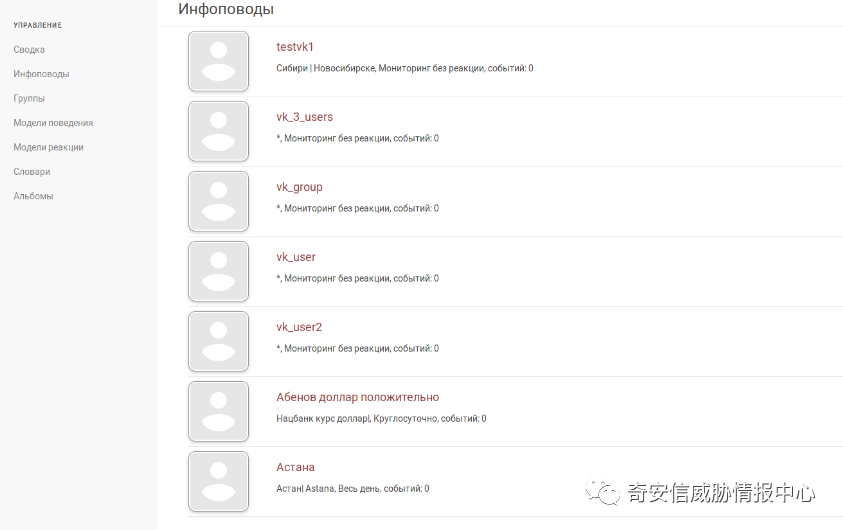 Инфоповоды
УПРАВЛЕНИЕ
Сводка
Инфоповоды
Группы
Модели поведения
Модели реакции
Словари
Альбомы
testvk1
Сибири | Новосибирске, Мониторинг без реакции, событий: 0
vk_3_users
*, Мониторинг без реакции, событий: 0
vk_group
*, Мониторинг без реакции, событий: 0
vk_user
*, Мониторинг без реакции, событий: 0
vk_user2
*, Мониторинг без реакции, событий: 0
Абенов доллар положительно
Нацбанк курс доллар|, Круглосуточно, событий: 0
Астана
Астан| Astana, Весь день, событий: 0
奇安信威胁情报中心